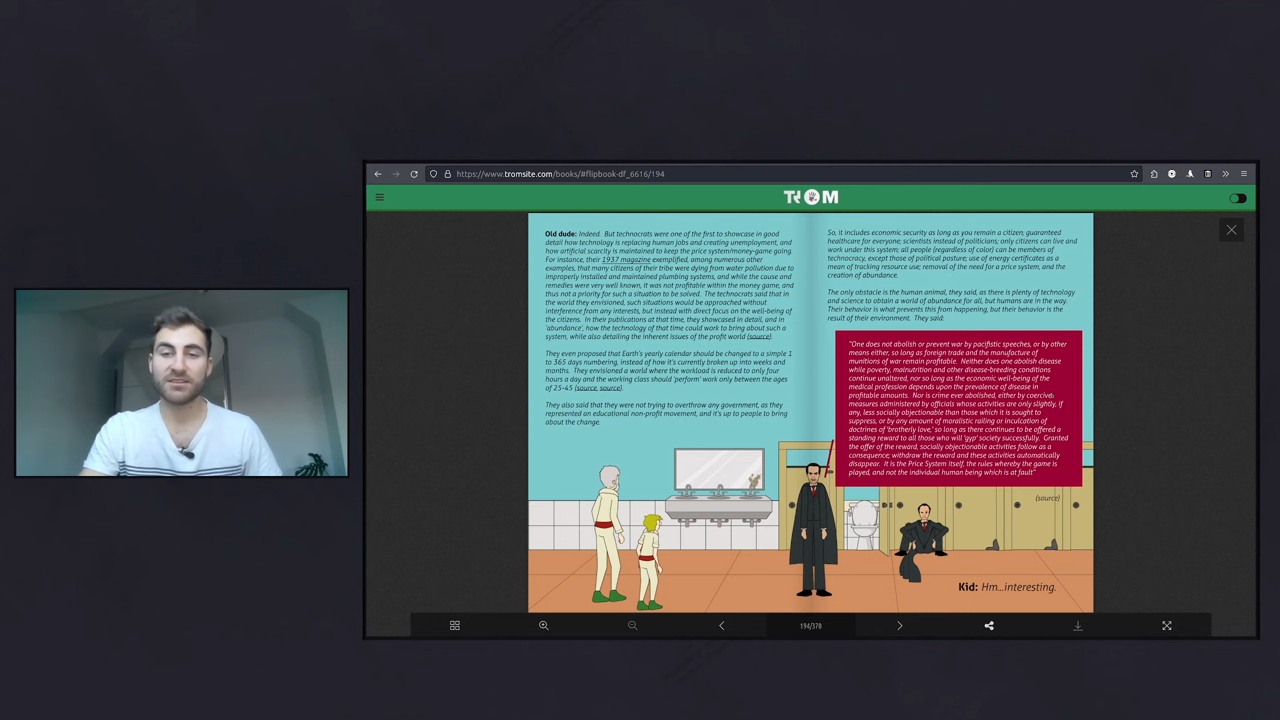 https://www.tromsite.com/books/#flipbook-df_6616/194
TROM
Old dude: Indeed. But technocrats were one of the first to showcase in good
detail how technology is replacing human jobs and creating unemployment, and
how artificial scarcity is maintained to keep the price system/money-game going.
For instance, their 1937 magazine exemplified, among numerous other
examples, that many citizens of their tribe were dying from water pollution due to
improperly installed and maintained plumbing systems, and while the cause and
remedies were very well known, it was not profitable within the money game, and
thus not a priority for such a situation to be solved. The technocrats said that in
the world they envisioned, such situations would be approached without
interference from any interests, but instead with direct focus on the well-being of
the citizens. In their publications at that time, they showcased in detail, and in
'abundance', how the technology of that time could work to bring about such a
system, while also detailing the inherent issues of the profit world (source).
They even proposed that Earth's yearly calendar should be changed to a simple 1
to 365 days numbering, instead of how it's currently broken up into weeks and
months. They envisioned a world where the workload is reduced to only four
hours a day and the working class should 'perform' work only between the ages
of 25-45 (source, source).
They also said that they were not trying to overthrow any government, as they
represented an educational non-profit movement, and it's up to people to bring
about the change.
So, it includes economic security as long as you remain a citizen; guaranteed
healthcare for everyone; scientists instead of politicians; only citizens can live and
work under this system; all people (regardless of color) can be members of
technocracy, except those of political posture; use of energy certificates as a
mean of tracking resource use; removal of the need for a price system, and the
creation of abundance.
The only obstacle is the human animal, they said, as there is plenty of technology
and science to obtain a world of abundance for all, but humans are in the way.
Their behavior is what prevents this from happening, but their behavior is the
result of their environment. They said:
"One does not abolish or prevent war by pacifistic speeches, or by other
means either, so long as foreign trade and the manufacture of
munitions of war remain profitable. Neither does one abolish disease
while poverty, malnutrition and other disease-breeding conditions
continue unaltered, nor so long as the economic well-being of the
medical profession depends upon the prevalence of disease in
profitable amounts. Nor is crime ever abolished, either by coercive
measures administered by officials whose activities are only slightly, if
any, less socially objectionable than those which it is sought to
suppress, or by any amount of moralistic railing or inculcation of
doctrines of 'brotherly love,' so long as there continues to be offered a
standing reward to all those who will 'gyp' society successfully. Granted
the offer of the reward, socially objectionable activities follow as a
consequence; withdraw the reward and these activities automatically
disappear. It is the Price System itself, the rules whereby the game is
played, and not the individual human being which is at fault"
(source)
Kid: Hm...interesting.
194/370